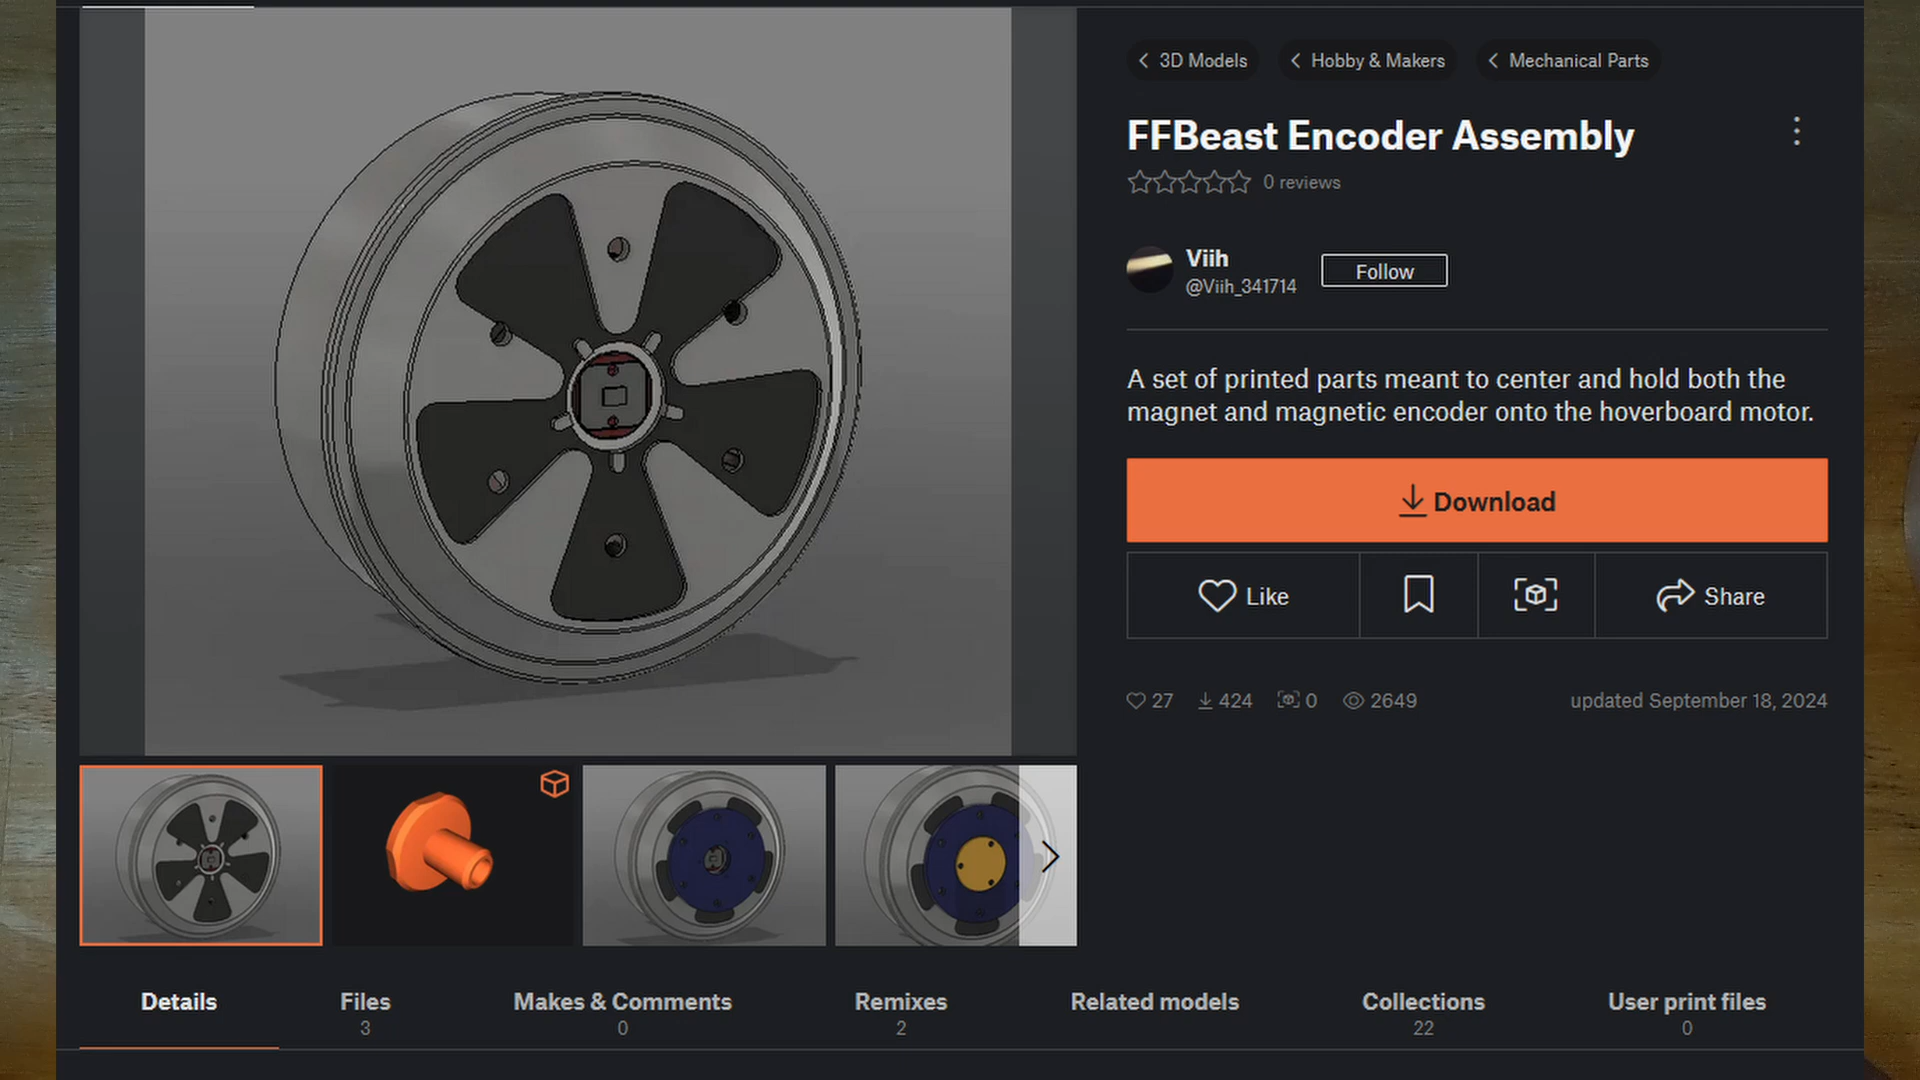 3D Models
Hobby & Makers
Mechanical Parts
FFBeast Encoder Assembly
0 reviews
Viih
@Viih_341714
Follow
A set of printed parts meant to center and hold both the
magnet and magnetic encoder onto the hoverboard motor.
Download
Like
Share
27
424
0
2649
updated September 18, 2024
Details
Files
3
Makes & Comments
0
Remixes
2
Related models
Collections
22
User print files
0